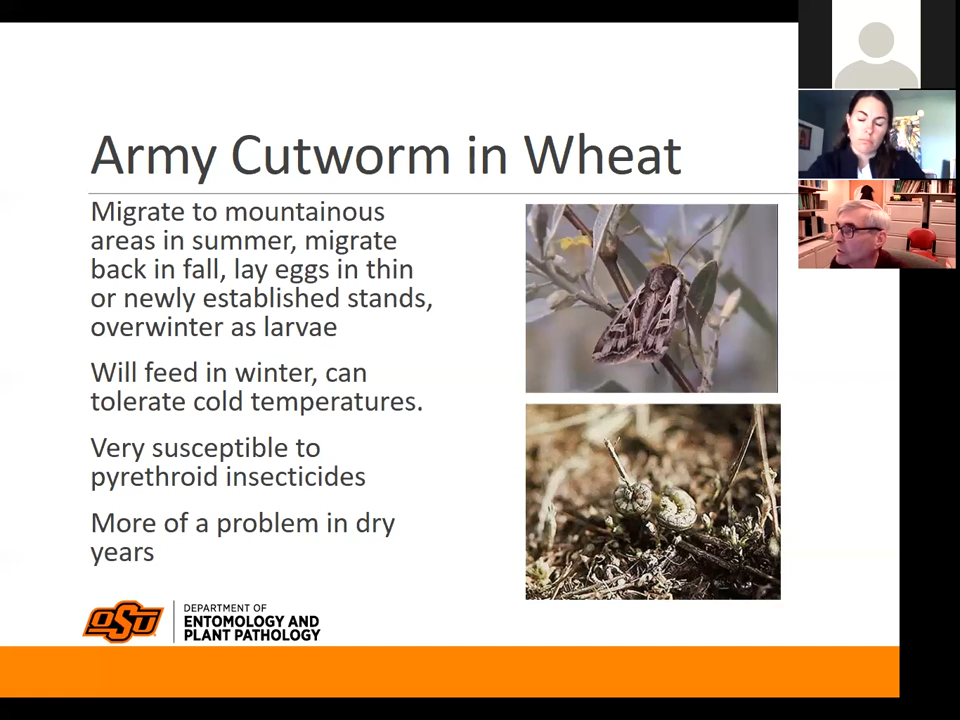 Army Cutworm in Wheat
Migrate to mountainous
areas in summer, migrate
back in fall, lay eggs in thin
or newly established stands,
overwinter as larvae
Will feed in winter, can
tolerate cold temperatures.
Very susceptible to
pyrethroid insecticides
More of a problem in dry
years
OSU
DEPARTMENT OF
ENTOMOLOGY AND
PLANT PATHOLOGY